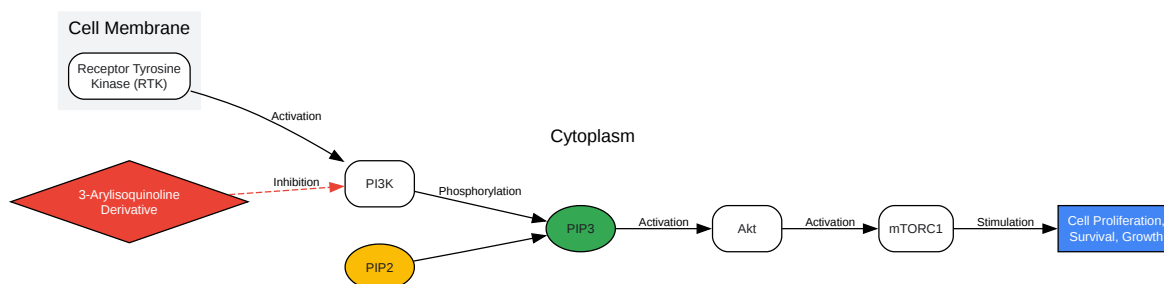 Cell Membrane
Receptor Tyrosine
Kinase (RTK)
Activation
Cytoplasm
3-Arylisoquinoline
Derivative
Inhibition
PI3K
Phosphorylation
PIP2
PIP3
Activation
Akt
Activation
mTORC1
Stimulation
Cell Proliferation,
Survival, Growth